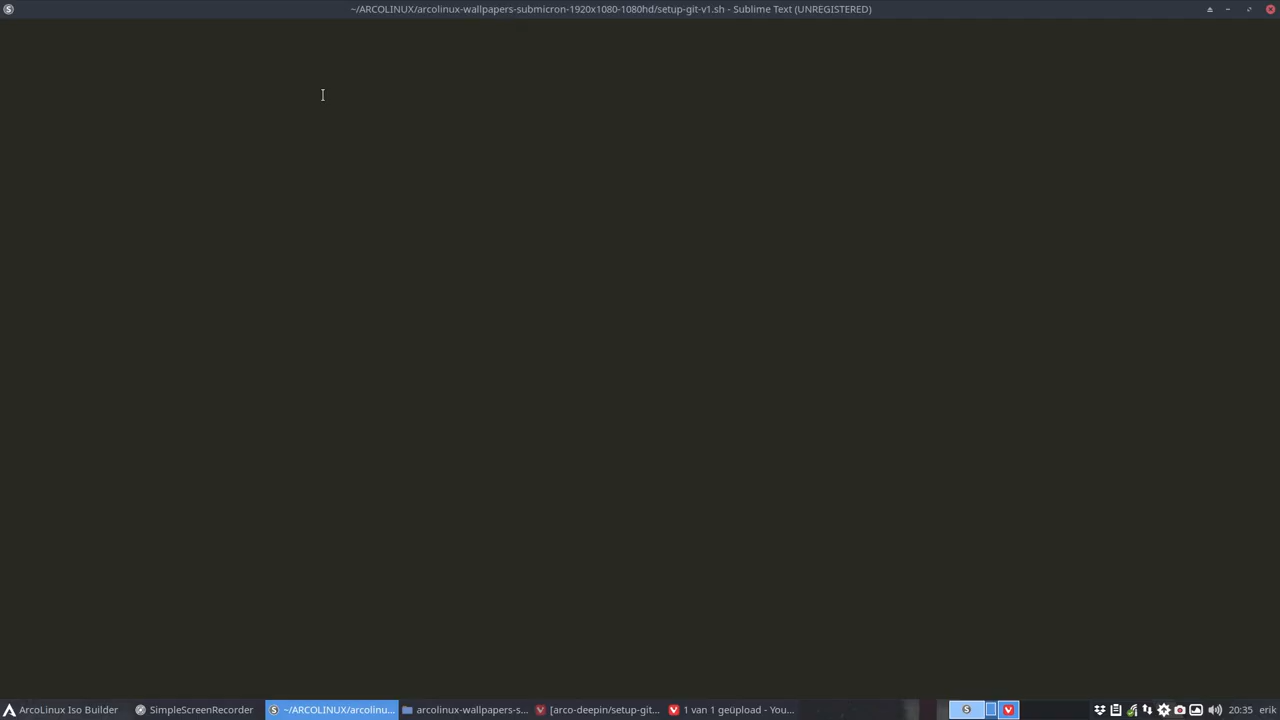 ~/ARCOLINUX/arcolinux-wallpapers-submicron-1920x1080-1080hd/setup-git-v1.sh - Sublime Text (UNREGISTERED)
ArcoLinux Iso Builder
SimpleScreenRecorder
~/ARCOLINUX/arcolinu...
arcolinux-wallpapers-s...
[arco-deepin/setup-git...
1 van 1 geüpload - You...
20:35
erik